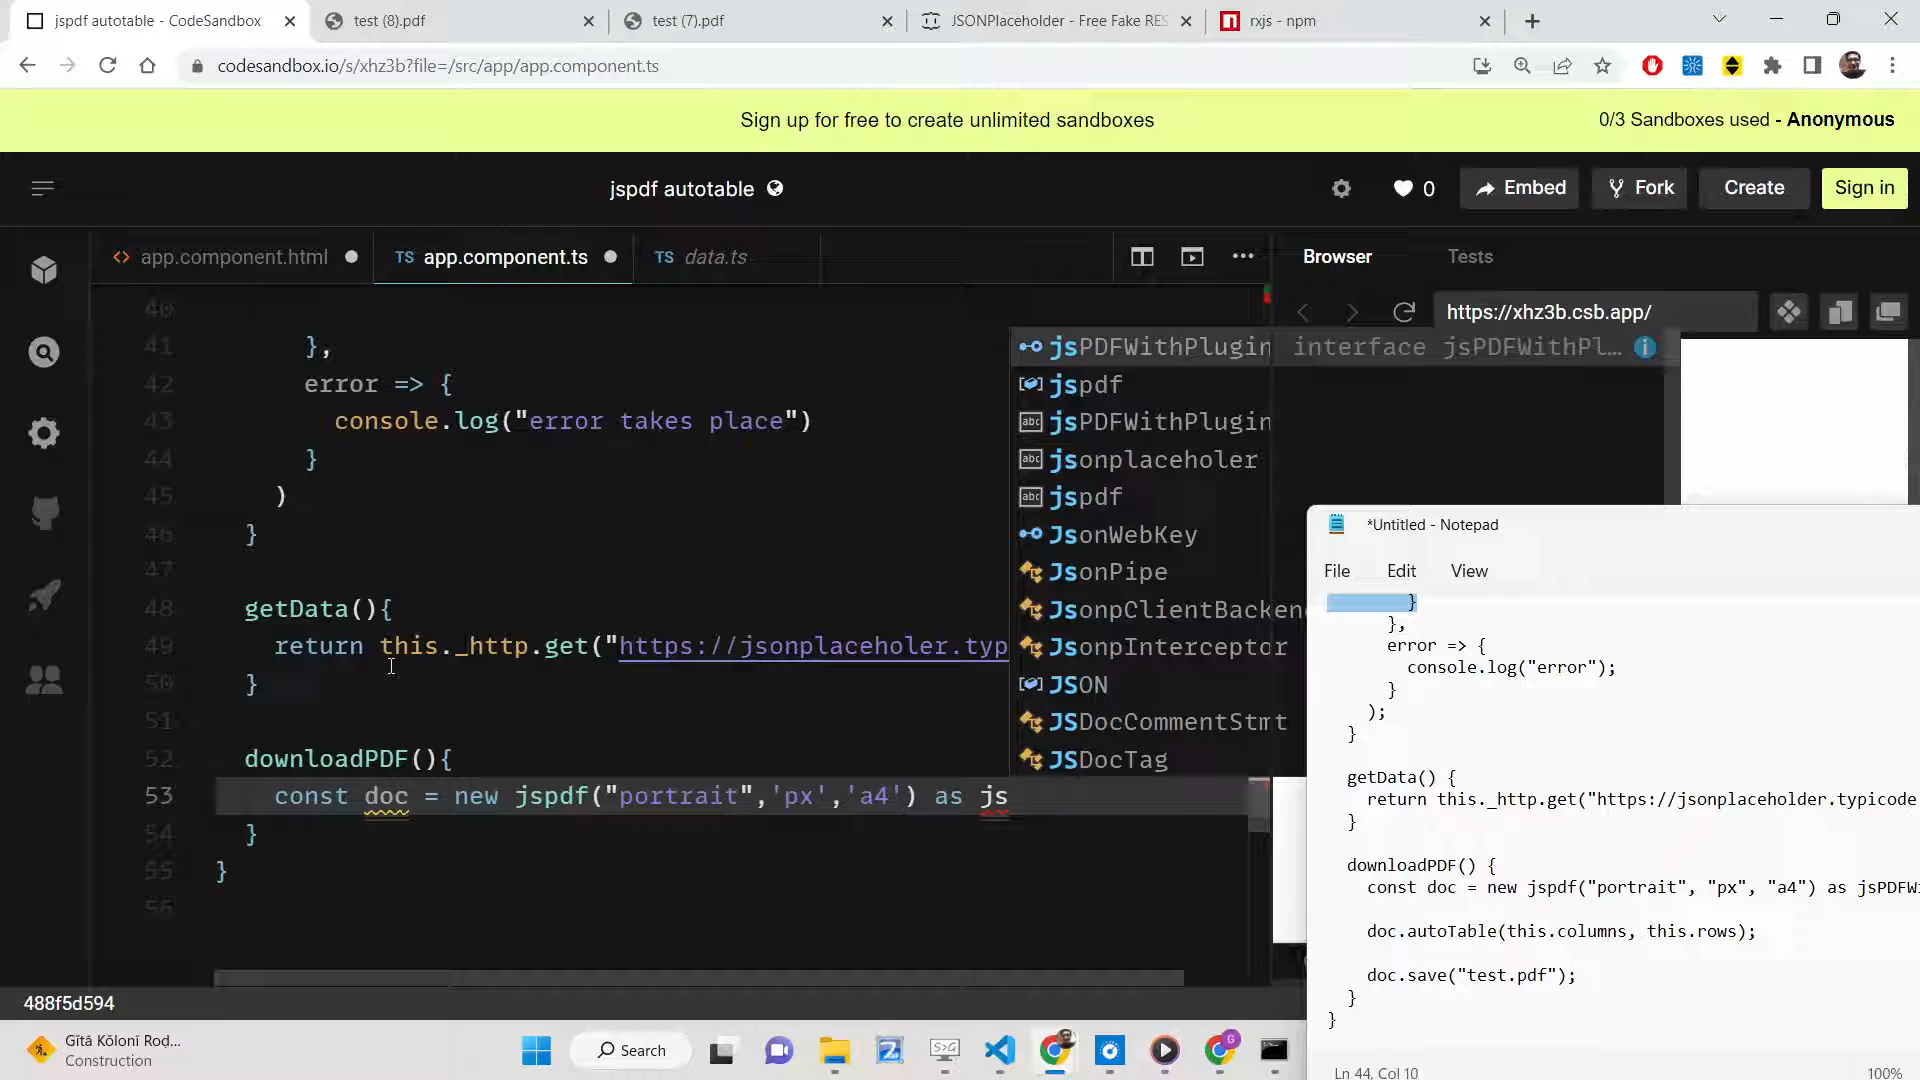 jspdf autotable - CodeSandbox
test (8).pdf
test (7).pdf
JSONPlaceholder - Free Fake RES
rxjs - npm
codesandbox.io/s/xhz3b?file=/src/app/app.component.ts
Sign up for free to create unlimited sandboxes
0/3 Sandboxes used - Anonymous
jspdf autotable
0
Embed
Fork
Create
Sign in
<> app.component.html
TS app.component.ts
TS data.ts
Browser
Tests
https://xhz3b.csb.app/
40
41 },
42 error => {
43 console.log("error takes place")
44 }
45 )
46 }
47
48 getData(){
49 return this._http.get("https://jsonplaceholer.typ
50 }
51
52 downloadPDF(){
53 const doc = new jspdf("portrait",'px','a4') as js
54 }
55 }
56
jsPDFWithPlugin interface jsPDFWithPl...
jspdf
abc jsPDFWithPlugin
abc jsonplaceholer
abc jspdf
JsonWebKey
JsonPipe
JsonpClientBackend
JsonpInterceptor
JSON
JSDocCommentStmt
JSDocTag
*Untitled - Notepad
File Edit View
}
},
error => {
console.log("error");
}
);
}
getData() {
return this._http.get("https://jsonplaceholder.typicode
}
downloadPDF() {
const doc = new jspdf("portrait", "px", "a4") as jsPDFWi
doc.autoTable(this.columns, this.rows);
doc.save("test.pdf");
}
}
Ln 44, Col 10
100%
488f5d594
Gītā Kŏlonī Roḍ...
Construction
Search
S>G
G